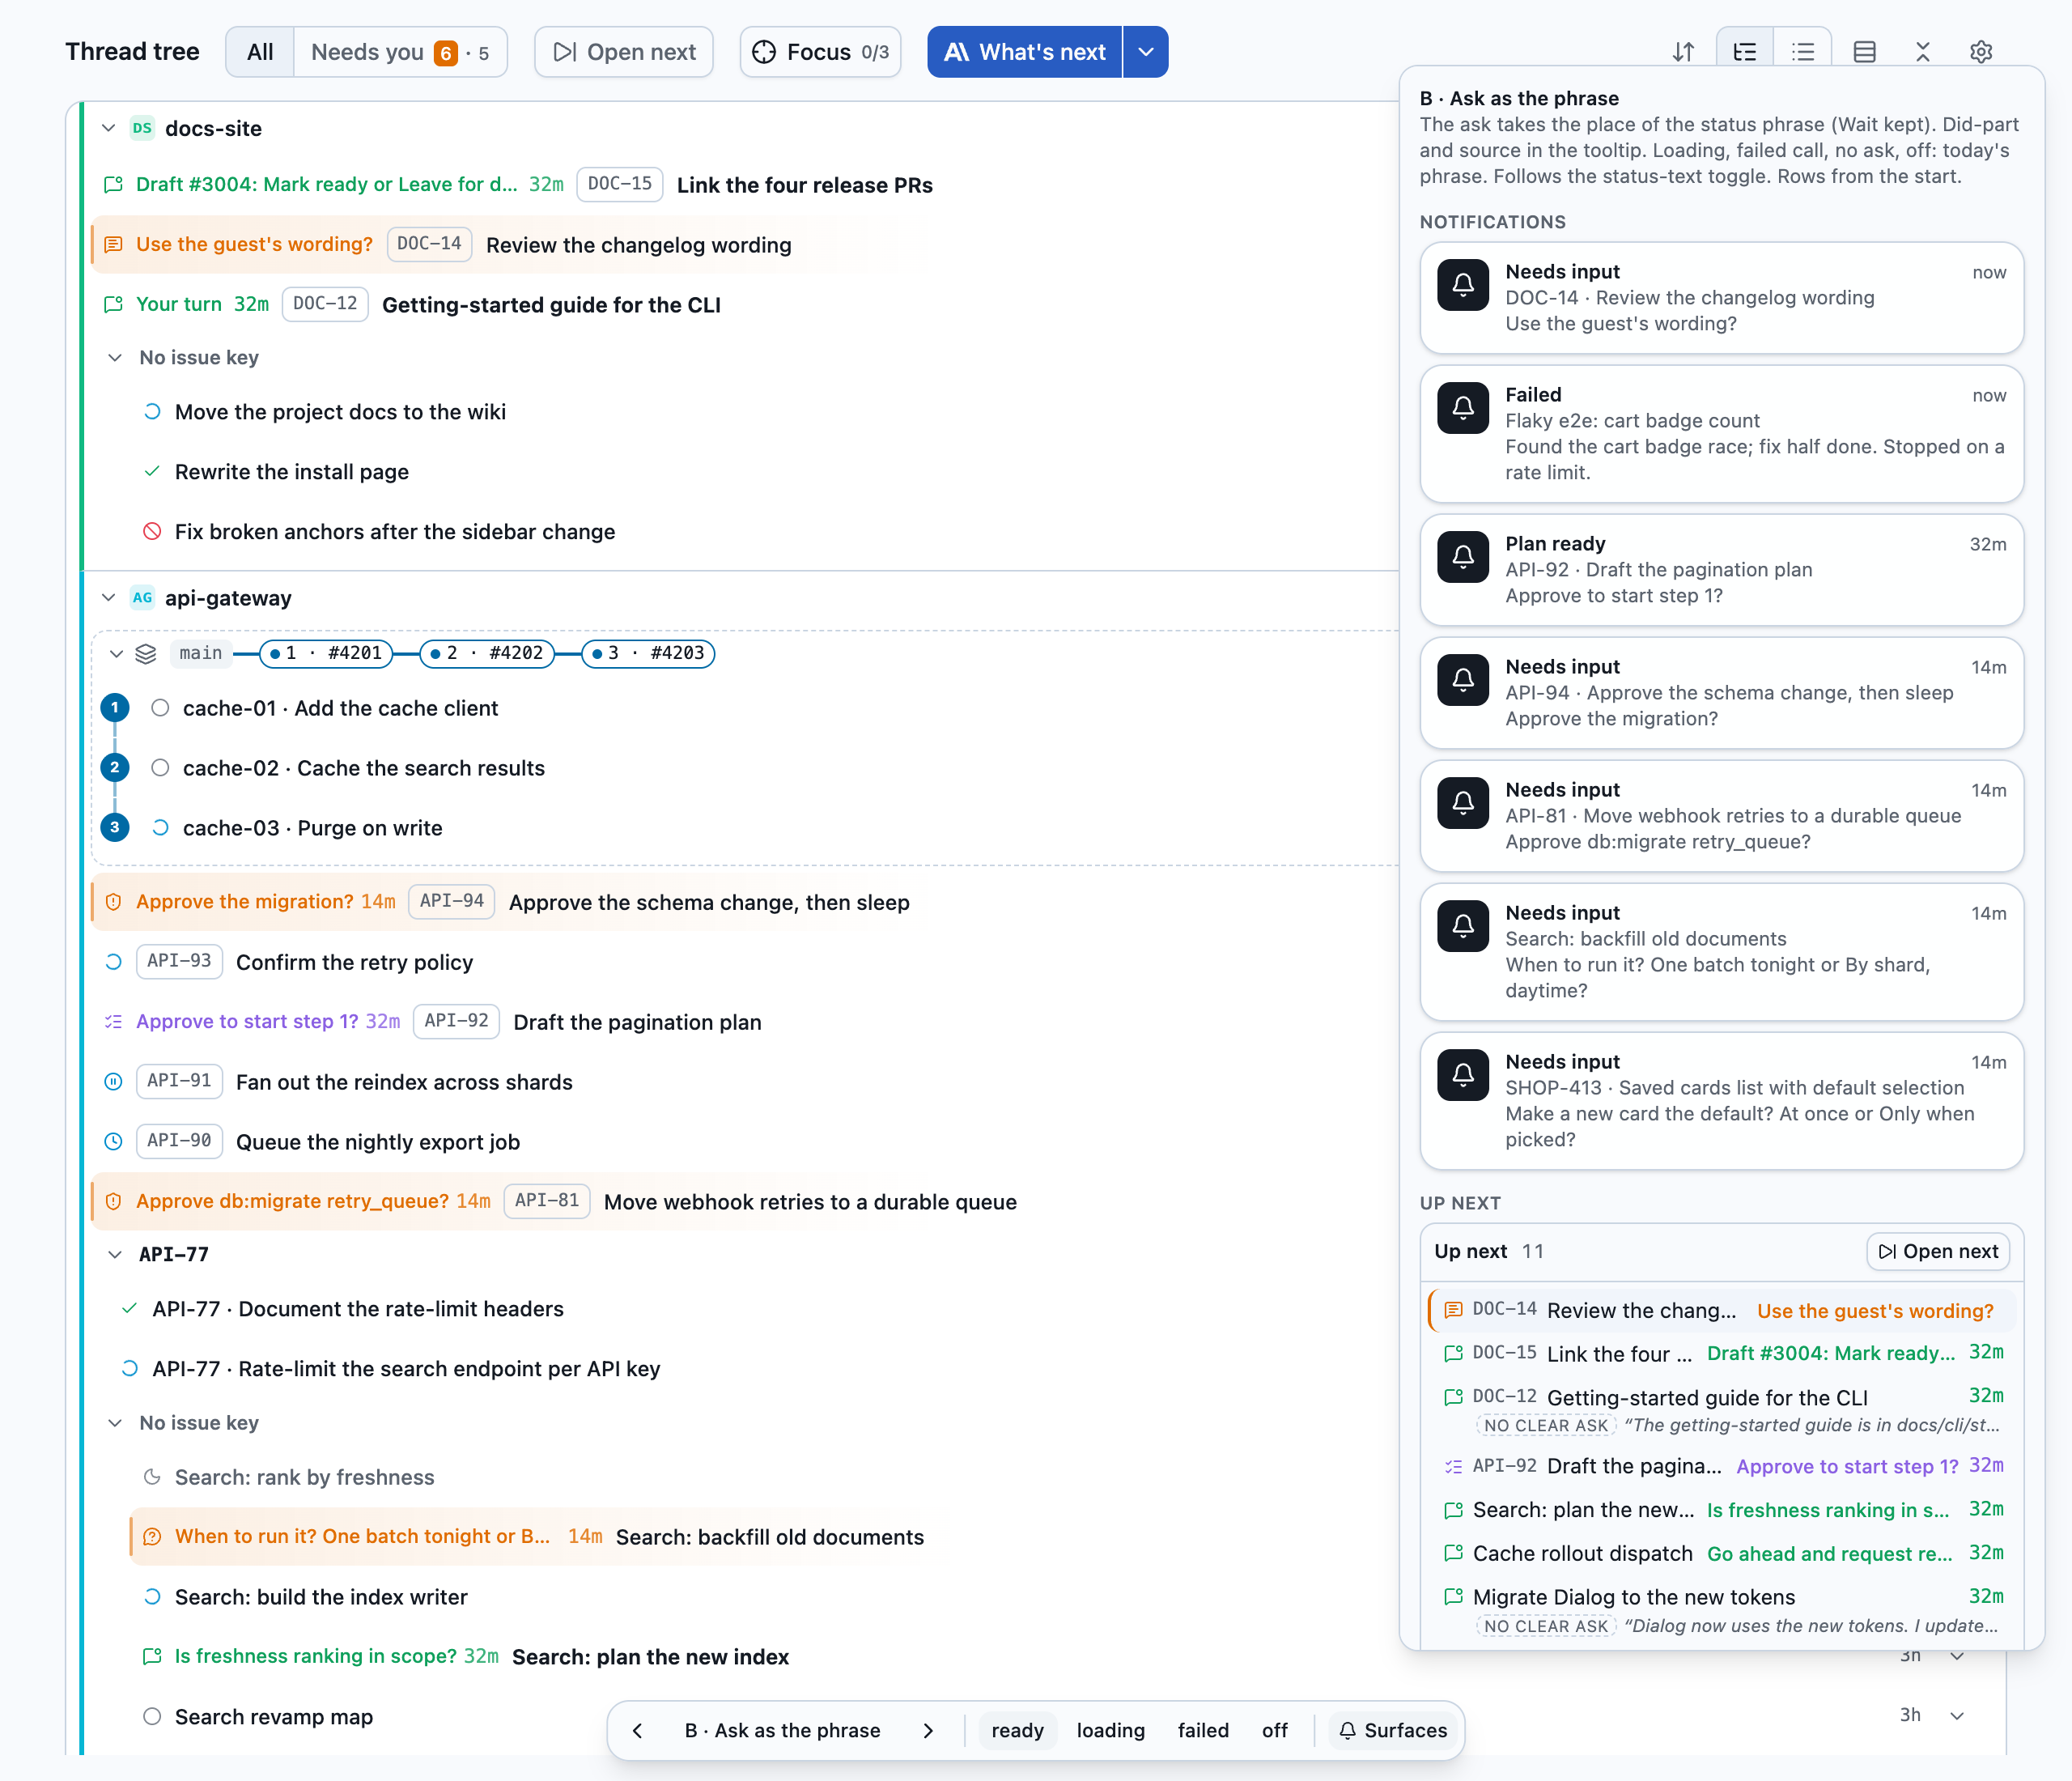 Thread tree
All
Needs you 6 · 5
Open next
Focus 0/3
What's next
DS docs-site
Draft #3004: Mark ready or Leave for d... 32m DOC-15 Link the four release PRs
Use the guest's wording? DOC-14 Review the changelog wording
Your turn 32m DOC-12 Getting-started guide for the CLI
No issue key
Move the project docs to the wiki
Rewrite the install page
Fix broken anchors after the sidebar change
AG api-gateway
main 1 · #4201 2 · #4202 3 · #4203
1 cache-01 · Add the cache client
2 cache-02 · Cache the search results
3 cache-03 · Purge on write
Approve the migration? 14m API-94 Approve the schema change, then sleep
API-93 Confirm the retry policy
Approve to start step 1? 32m API-92 Draft the pagination plan
API-91 Fan out the reindex across shards
API-90 Queue the nightly export job
Approve db:migrate retry_queue? 14m API-81 Move webhook retries to a durable queue
API-77
API-77 · Document the rate-limit headers
API-77 · Rate-limit the search endpoint per API key
No issue key
Search: rank by freshness
When to run it? One batch tonight or B... 14m Search: backfill old documents
Search: build the index writer
Is freshness ranking in scope? 32m Search: plan the new index
3h
Search revamp map
3h
B · Ask as the phrase
The ask takes the place of the status phrase (Wait kept). Did-part
and source in the tooltip. Loading, failed call, no ask, off: today's
phrase. Follows the status-text toggle. Rows from the start.
NOTIFICATIONS
Needs input now
DOC-14 · Review the changelog wording
Use the guest's wording?
Failed now
Flaky e2e: cart badge count
Found the cart badge race; fix half done. Stopped on a
rate limit.
Plan ready 32m
API-92 · Draft the pagination plan
Approve to start step 1?
Needs input 14m
API-94 · Approve the schema change, then sleep
Approve the migration?
Needs input 14m
API-81 · Move webhook retries to a durable queue
Approve db:migrate retry_queue?
Needs input 14m
Search: backfill old documents
When to run it? One batch tonight or By shard,
daytime?
Needs input 14m
SHOP-413 · Saved cards list with default selection
Make a new card the default? At once or Only when
picked?
UP NEXT
Up next 11 Open next
DOC-14 Review the chang... Use the guest's wording?
DOC-15 Link the four ... Draft #3004: Mark ready... 32m
DOC-12 Getting-started guide for the CLI 32m
NO CLEAR ASK “The getting-started guide is in docs/cli/st...
API-92 Draft the pagina... Approve to start step 1? 32m
Search: plan the new... Is freshness ranking in s... 32m
Cache rollout dispatch Go ahead and request re... 32m
Migrate Dialog to the new tokens 32m
NO CLEAR ASK “Dialog now uses the new tokens. I update...
B · Ask as the phrase ready loading failed off Surfaces